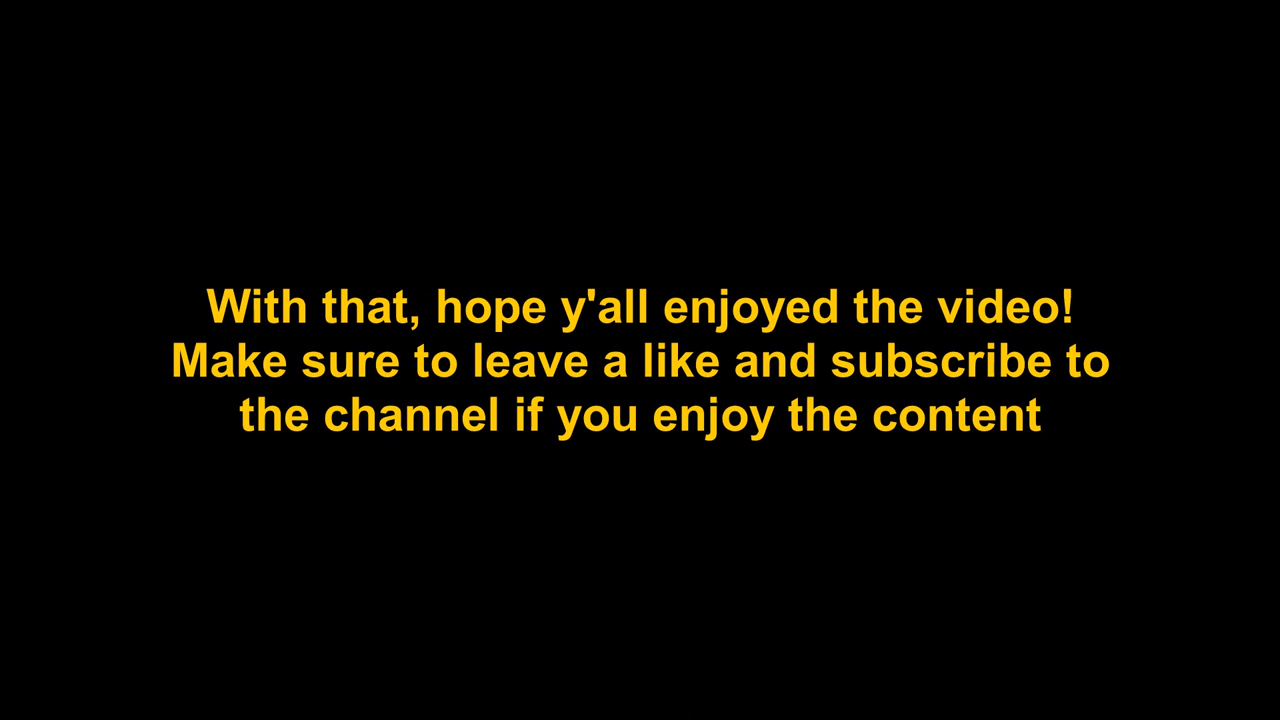 With that, hope y'all enjoyed the video!
Make sure to leave a like and subscribe to
the channel if you enjoy the content